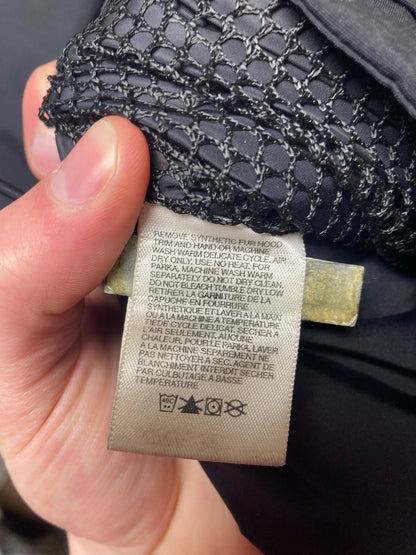 REMOVE SYNTHETIC FUR HOOD
TRIM AND HAND OR MACHINE
WASH WARM DELICATE CYCLE. AIR
DRY ONLY. USE NO HEAT. FOR
PARKA, MACHINE WASH WARM
SEPARATELY DO NOT DRY CLEAN.
DO NOT BLEACH TUMBLE DRY LOW
RETIRER LA GARNITURE DE LA
CAPUCHE EN FOURRURE
SYNTHETIQUE ET LAVER A LA MAIN
OU A LA MACHINE A TEMPERATURE
TIEDE CYCLE DELICAT. SECHER A
L'AIR SEULEMENT, AUCUNE
CHALEUR. POUR LE PARKA, LAVER
A LA MACHINE SEPAREMENT NE
PAS NETTOYER A SEC. AGENT DE
BLANCHIMENT INTERDIT SECHER
PAR CULBUTAGE A BASSE
TEMPERATURE
40C